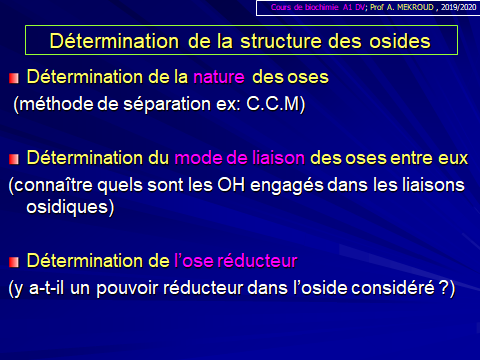 Cours de biochimie A1 DV; Prof A. MEKROUD , 2019/2020
Détermination de la structure des osides
Détermination de la nature des oses
(méthode de séparation ex: C.C.M)
Détermination du mode de liaison des oses entre eux
(connaître quels sont les OH engagés dans les liaisons
osidiques)
Détermination de l'ose réducteur
(y a-t-il un pouvoir réducteur dans l'oside considéré ?)